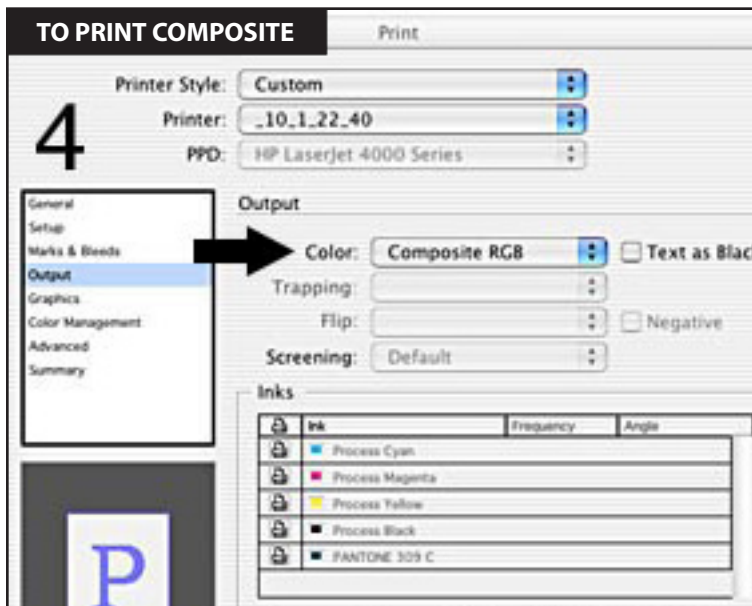 TO PRINT COMPOSITE
Print
Printer Style: Custom
4
Printer: _10_1_22_40
PPD: HP LaserJet 4000 Series
General
Setup
Marks & Bleeds
Output
Graphics
Color Management
Advanced
Summary
Output
Color: Composite RGB Text as Blac
Trapping:
Flip: Negative
Screening: Default
Inks
Ink Frequency Angle
Process Cyan
Process Magenta
Process Yellow
Process Black
PANTONE 309 C
P